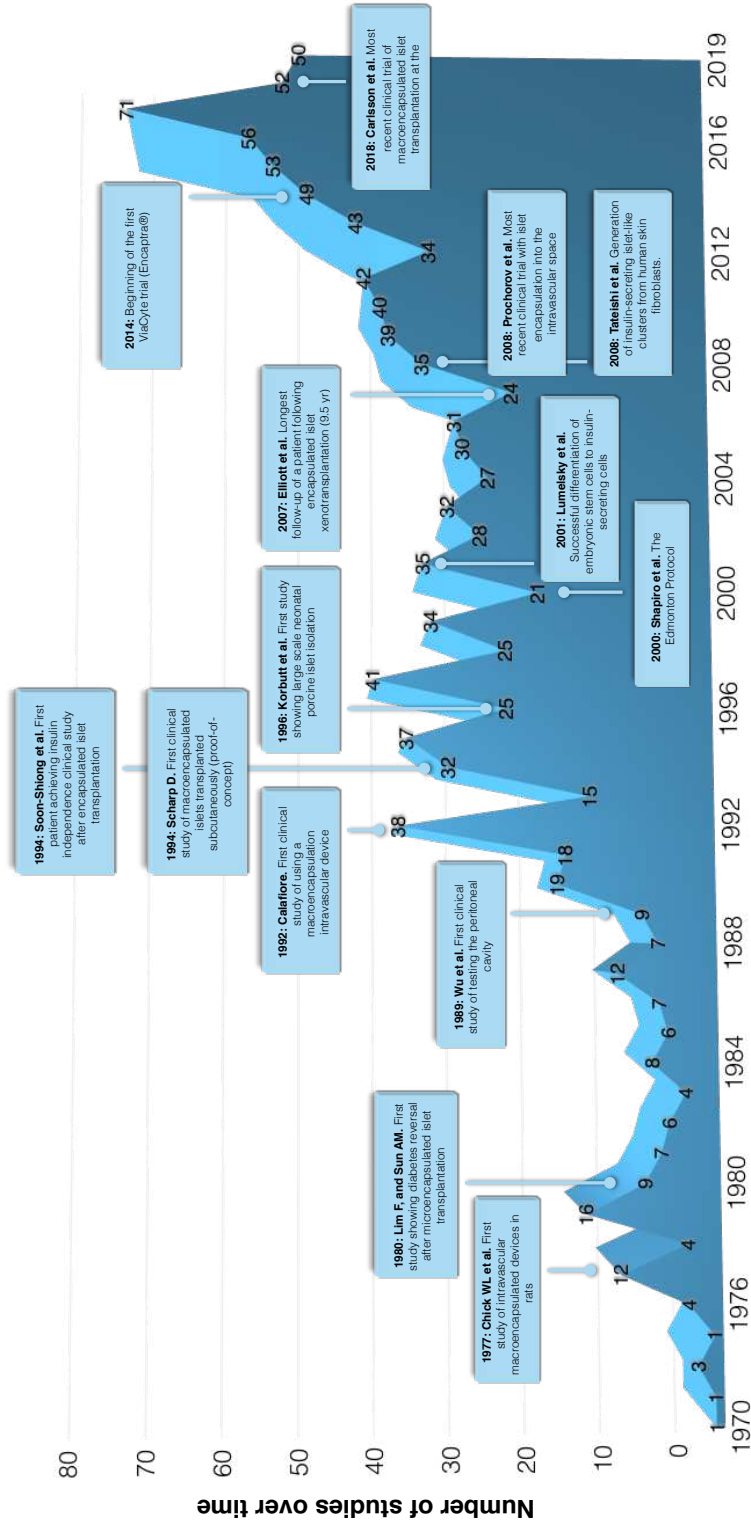 Number of studies over time
80
70
60
50
40
30
20
10
0
1994: Soon-Shiong et al. First
patient achieving insulin
independence clinical study
after encapsulated islet
transplantation
1994: Scharp D. First clinical
study of macroencapsulated
islets transplanted
subcutaneously (proof-of-
concept)
2014: Beginning of the first
ViaCyte trial (Encaptra®)
1992: Calafiore. First clinical
study of using a
macroencapsulation
intravascular device
1996: Korbutt et al. First study
showing large scale neonatal
porcine islet isolation
2007: Elliott et al. Longest
follow-up of a patient following
encapsulated islet
xenotransplantation (9.5 yr)
1980: Lim F, and Sun AM. First
study showing diabetes reversal
after microencapsulated islet
transplantation
1989: Wu et al. First clinical
study of testing the peritoneal
cavity
1977: Chick WL et al. First
study of intravascular
macroencapsulated devices in
rats
2018: Carlsson et al. Most
recent clinical trial of
macroencapsulated islet
transplantation at the
2008: Prochorov et al. Most
recent clinical trial with islet
encapsulation into the
intravascular space
2001: Lumelsky et al.
Successful differentiation of
embryonic stem cells to insulin-
secreting cells
2008: Tateishi et al. Generation
of insulin-secreting islet-like
clusters from human skin
fibroblasts.
2000: Shapiro et al. The
Edmonton Protocol
1
1
3
1
4
12
4
16
9
7
6
4
8
6
7
12
7
9
19
18
38
15
32
37
25
41
25
34
21
35
28
32
27
30
31
24
35
39
40
42
34
43
49
53
56
71
52
50
1970
1976
1980
1984
1988
1992
1996
2000
2004
2008
2012
2016
2019